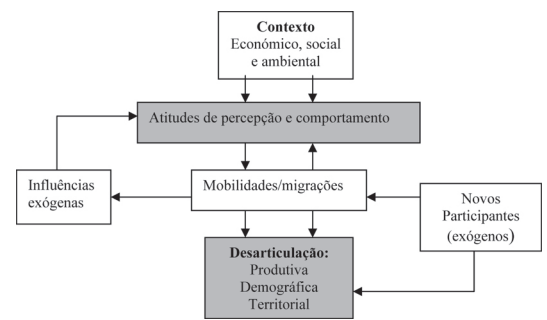 Contexto
Económico, social
e ambiental
Atitudes de percepção e comportamento
Influências
exógenas
Mobilidades/migrações
Novos
Participantes
(exógenos)
Desarticulação:
Produtiva
Demográfica
Territorial